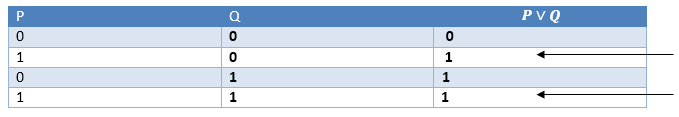 P Q P ∨ Q
0 0 0
1 0 1
0 1 1
1 1 1